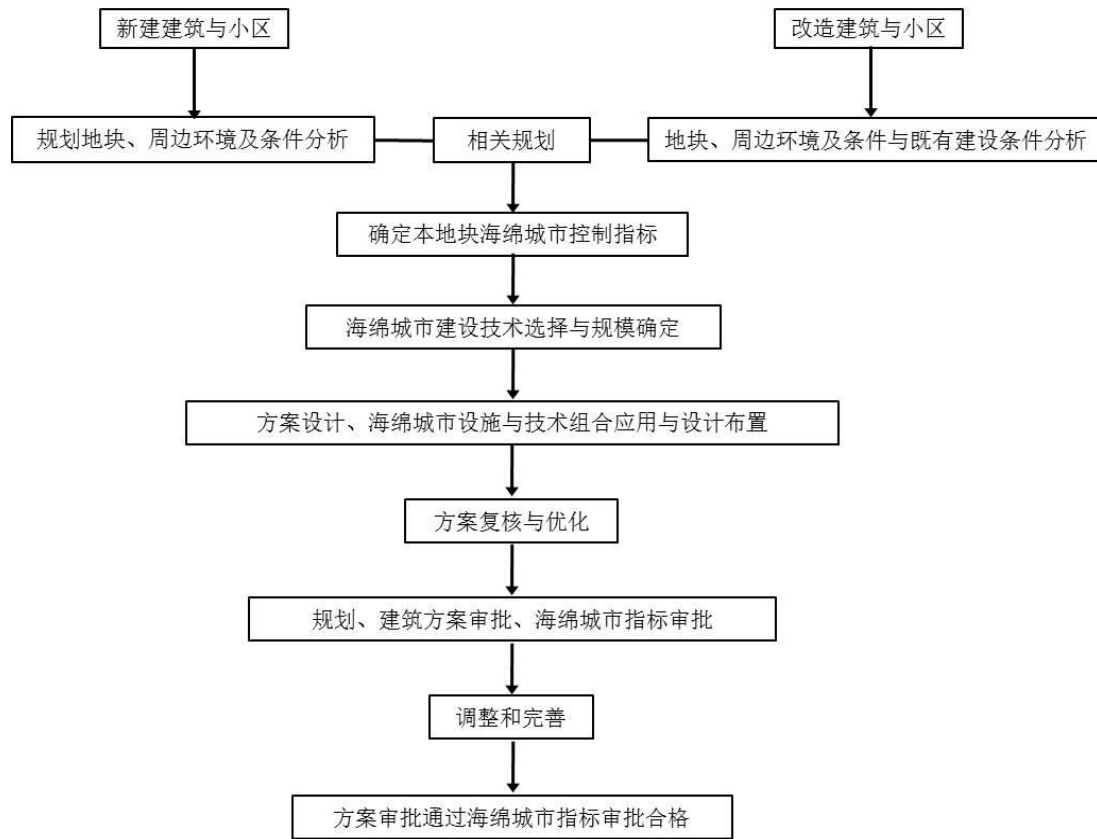 新建建筑与小区
改造建筑与小区
规划地块、周边环境及条件分析
相关规划
地块、周边环境及条件与既有建设条件分析
确定本地块海绵城市控制指标
海绵城市建设技术选择与规模确定
方案设计、海绵城市设施与技术组合应用与设计布置
方案复核与优化
规划、建筑方案审批、海绵城市指标审批
调整和完善
方案审批通过海绵城市指标审批合格